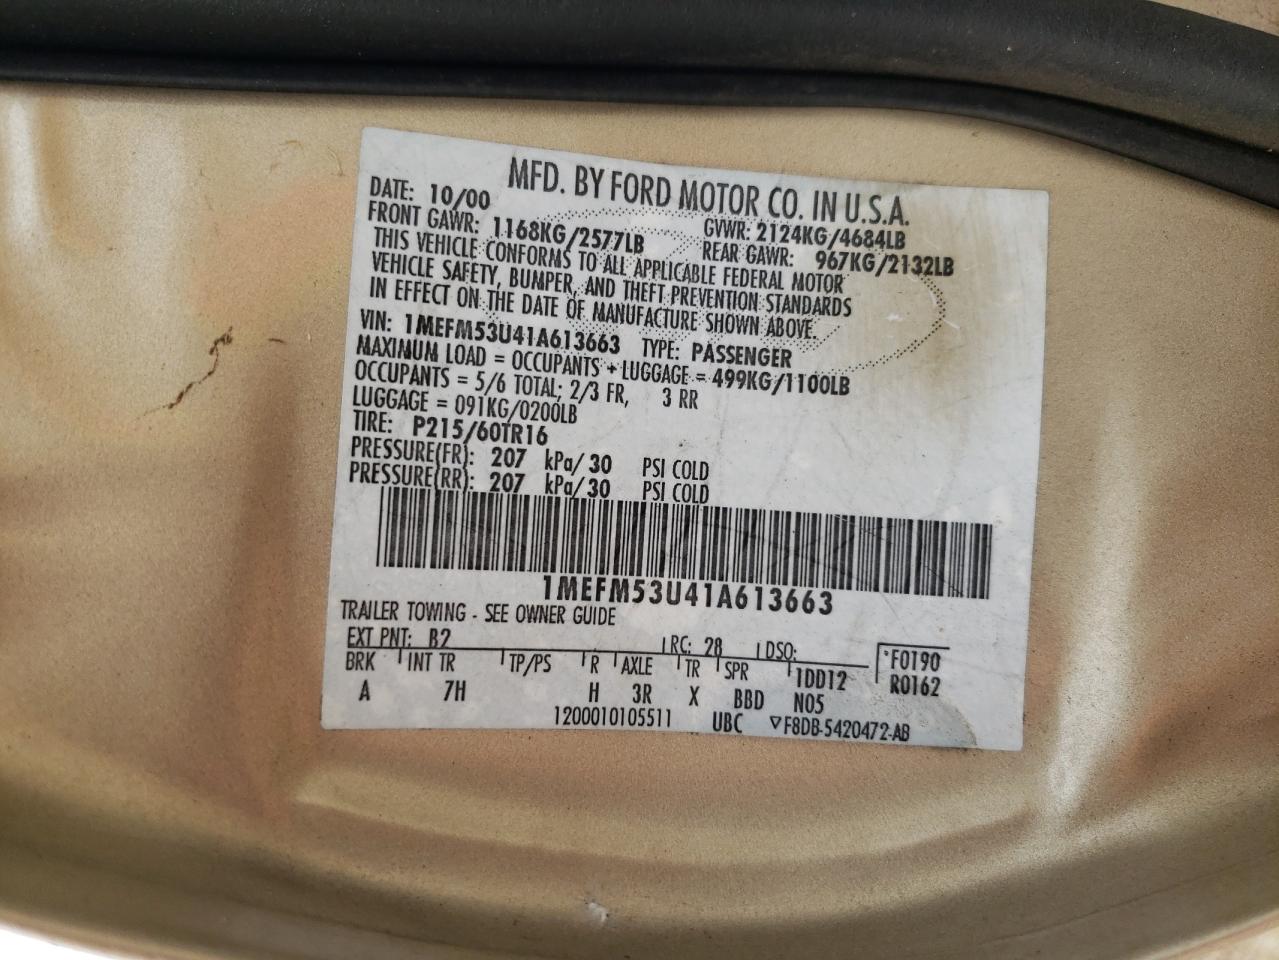 MFD. BY FORD MOTOR CO. IN U.S.A.
DATE: 10/00 GVWR: 2124KG/4684LB
FRONT GAWR: 1168KG/2577LB REAR GAWR: 967KG/2132LB
THIS VEHICLE CONFORMS TO ALL APPLICABLE FEDERAL MOTOR
VEHICLE SAFETY, BUMPER, AND THEFT PREVENTION STANDARDS
IN EFFECT ON THE DATE OF MANUFACTURE SHOWN ABOVE.
VIN: 1MEFM53U41A613663 TYPE: PASSENGER
MAXIMUM LOAD = OCCUPANTS + LUGGAGE = 499KG/1100LB
OCCUPANTS = 5/6 TOTAL; 2/3 FR, 3 RR
LUGGAGE = 091KG/0200LB
TIRE: P215/60TR16
PRESSURE(FR): 207 kPa/30 PSI COLD
PRESSURE(RR): 207 kPa/30 PSI COLD
1MEFM53U41A613663
TRAILER TOWING - SEE OWNER GUIDE
EXT PNT: B2 RC: 28 DSO: F0190
BRK INT TR TP/PS R AXLE TR SPR 1DD12 R0162
A 7H H 3R X BBD N05
1200010105511 UBC ▽F8DB-5420472-AB